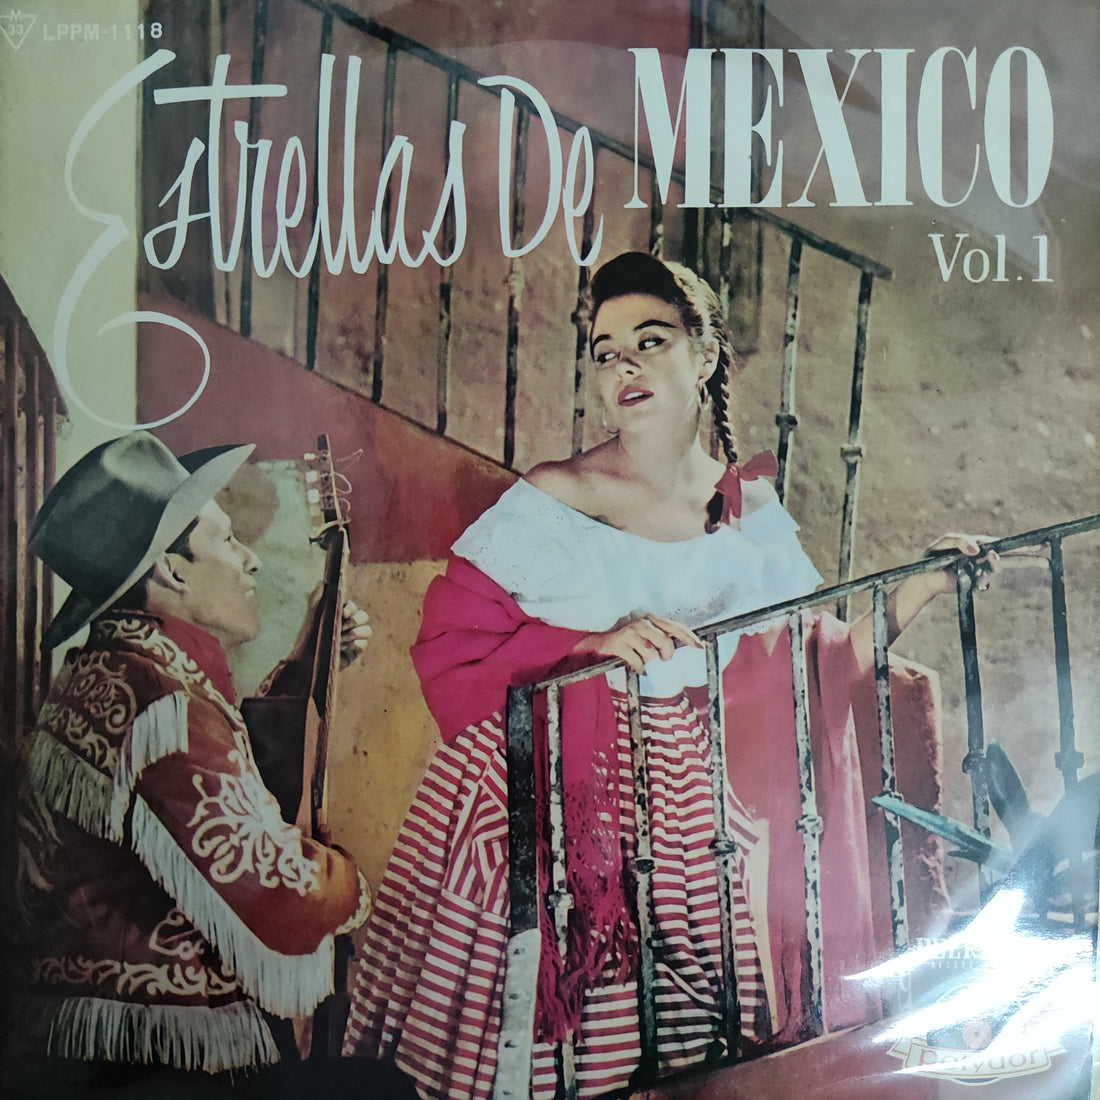 M
33
LPPM-1118
Estrellas De MEXICO
Vol.1
polydor